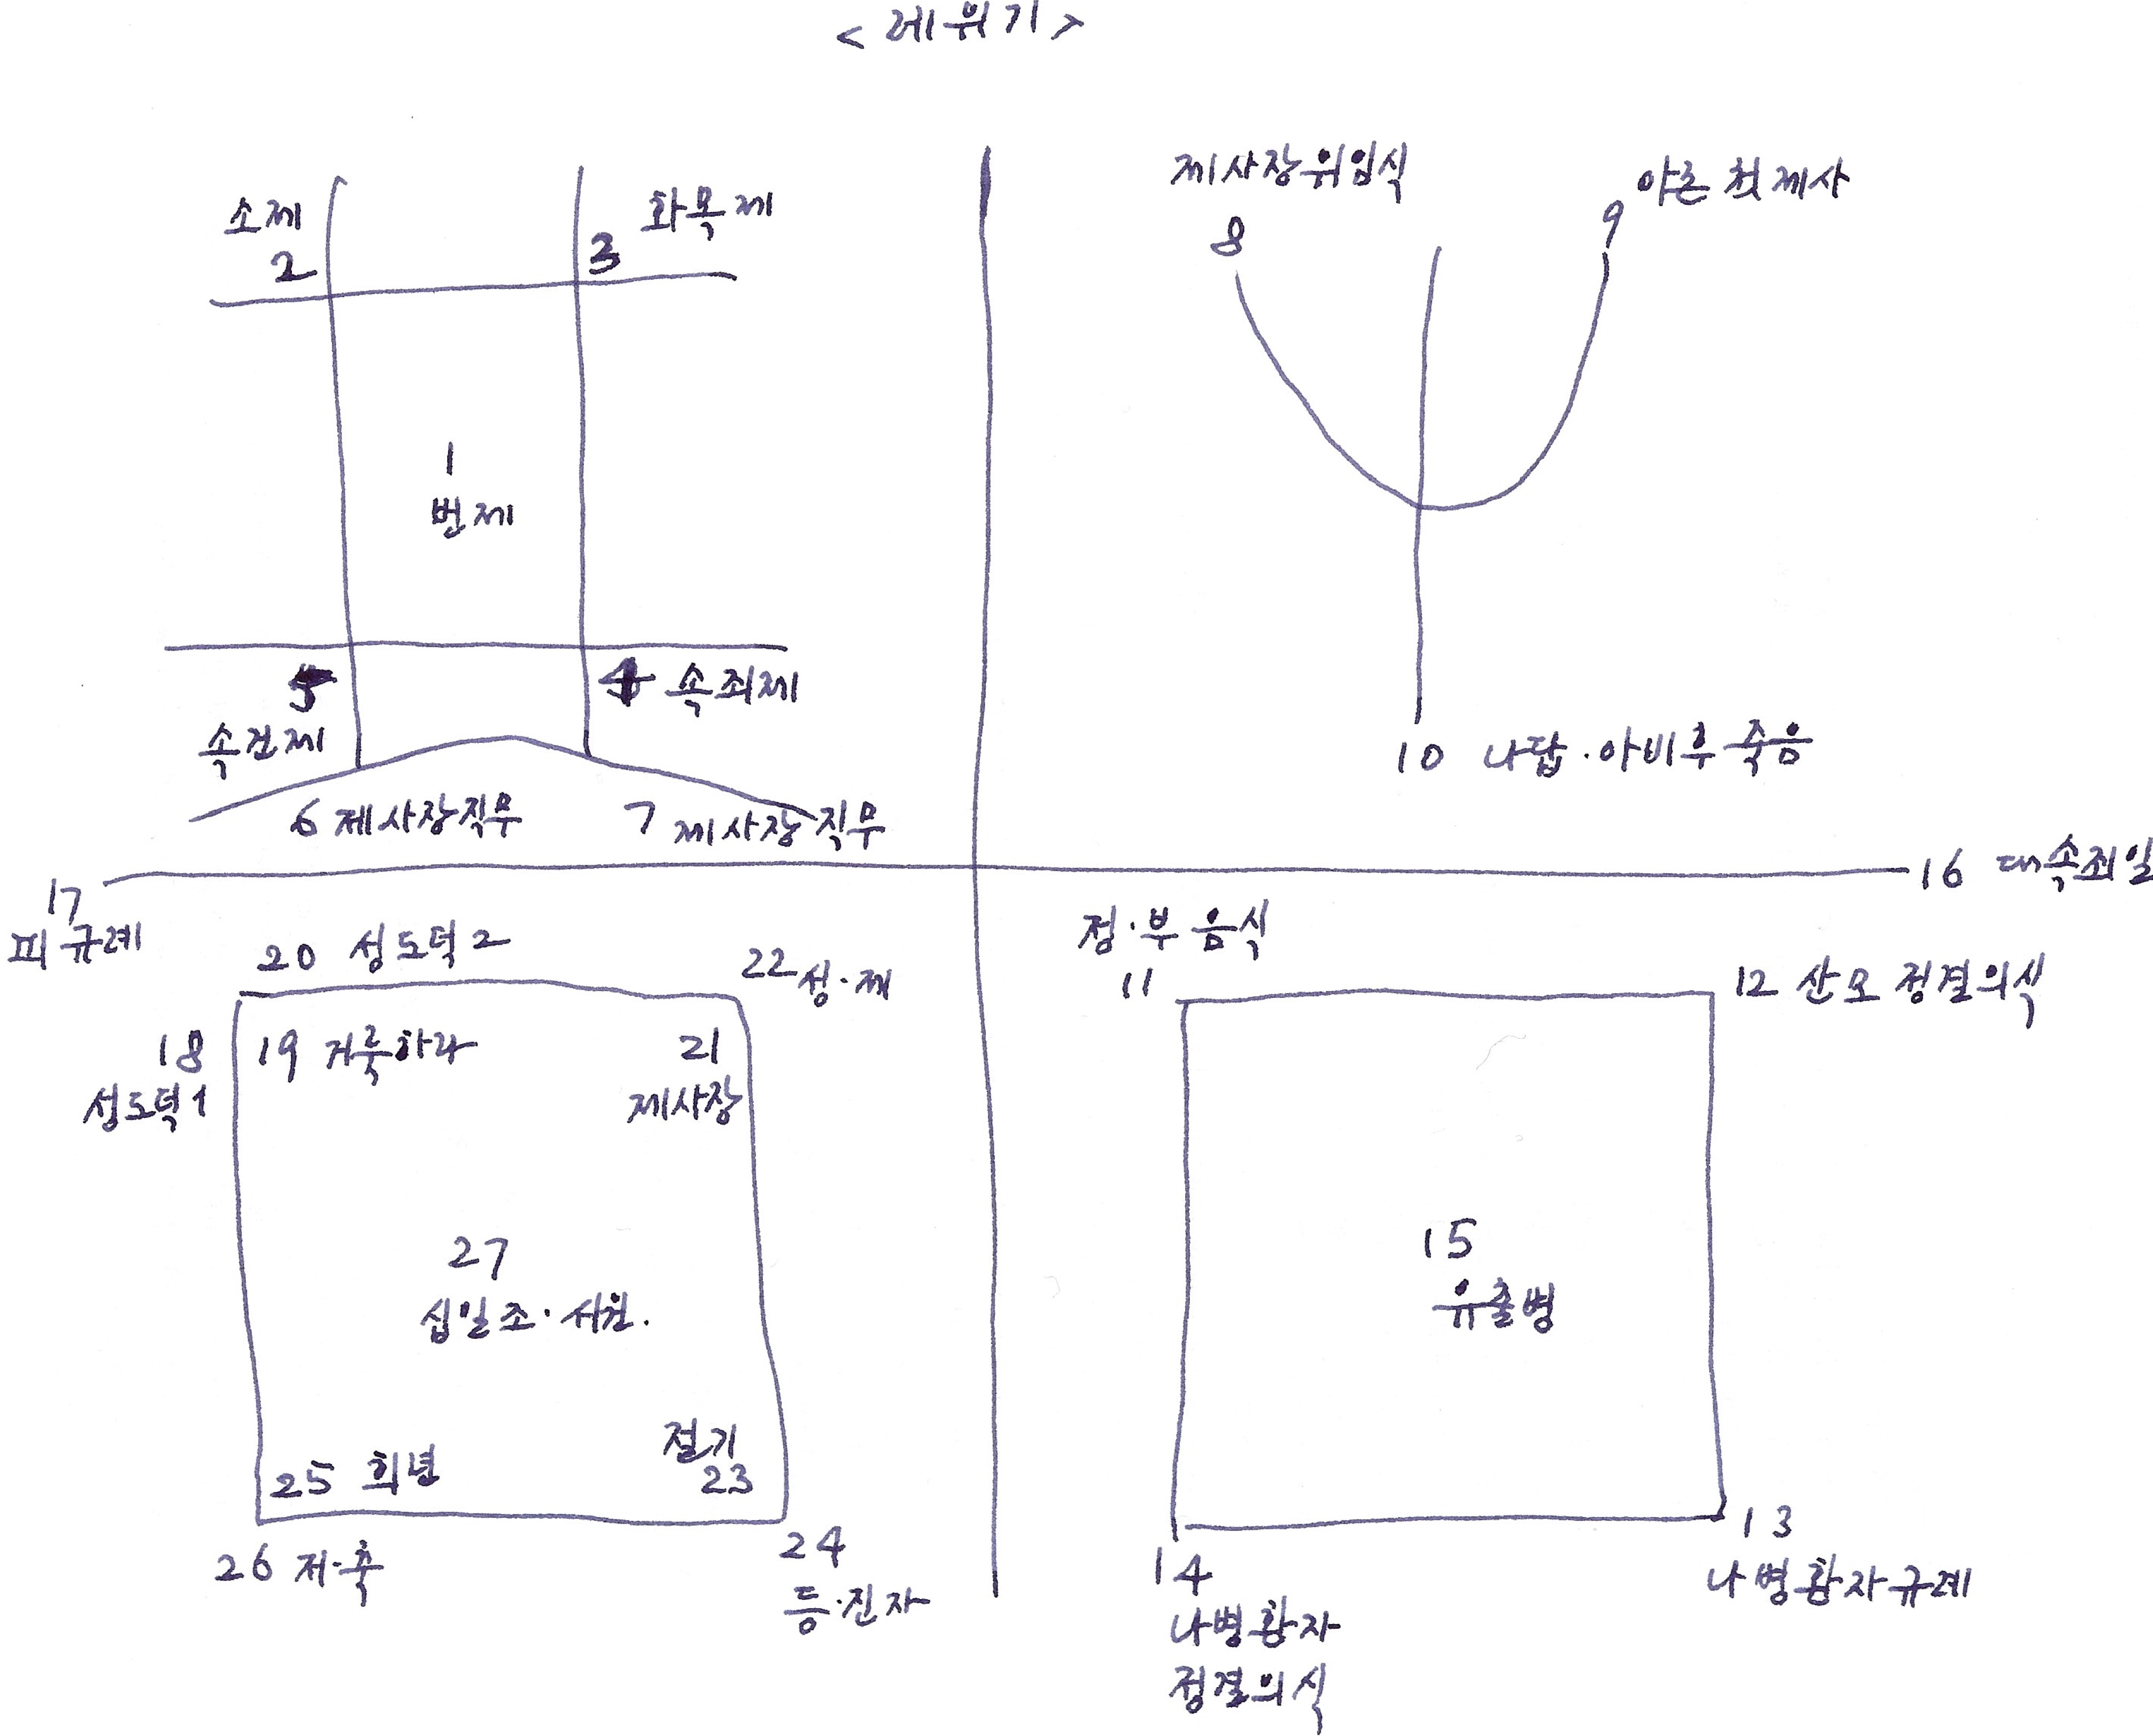 < 레위기 >
소제
2
3
화목제
1
번제
5
속건제
4 속죄제
6 제사장직무
7 제사장직무
제사장위임식
8
9 아론 첫제사
10 나답·아비후 죽음
16 대속죄일
17
피 규례
20 성도덕2
22 성·제
18
성도덕1
19 거룩하라
21
제사장
27
십일조·서원.
25 희년
절기
23
26 저·축
24
등·진자
정·부 음식
11
12 산모 정결의식
15
유출병
13
나병환자규례
14
나병환자
정결의식